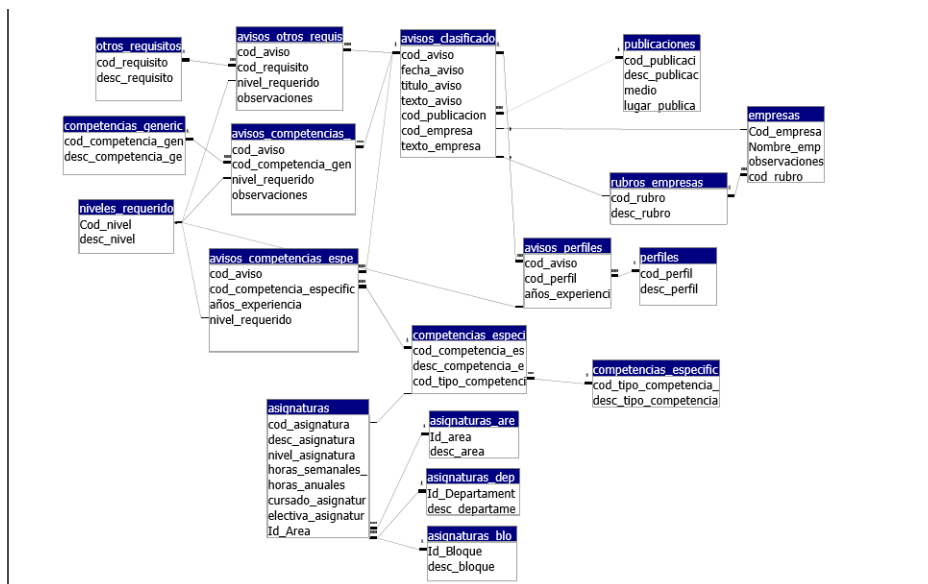 otros_requisitos
cod_requisito
desc_requisito
avisos_otros_requis
cod_aviso
cod_requisito
nivel_requerido
observaciones
avisos_clasificado
cod_aviso
fecha_aviso
titulo_aviso
texto_aviso
cod_publicacion
cod_empresa
texto_empresa
publicaciones
cod_publicaci
desc_publicac
medio
lugar_publica
empresas
Cod_empresa
Nombre_emp
observaciones
cod_rubro
competencias_generic
cod_competencia_gen
desc_competencia_ge
avisos_competencias_
cod_aviso
cod_competencia_gen
nivel_requerido
observaciones
rubros_empresas
cod_rubro
desc_rubro
niveles_requerido
Cod_nivel
desc_nivel
avisos_competencias_espe
cod_aviso
cod_competencia_especific
años_experiencia
nivel_requerido
avisos_perfiles
cod_aviso
cod_perfil
años_experienci
perfiles
cod_perfil
desc_perfil
competencias_especi
cod_competencia_es
desc_competencia_e
cod_tipo_competenci
competencias_especific
cod_tipo_competencia_
desc_tipo_competencia
asignaturas
cod_asignatura
desc_asignatura
nivel_asignatura
horas_semanales_
horas_anuales
cursado_asignatur
electiva_asignatur
Id_Area
asignaturas_are
Id_area
desc_area
asignaturas_dep
Id_Departament
desc_departame
asignaturas_blo
Id_Bloque
desc_bloque